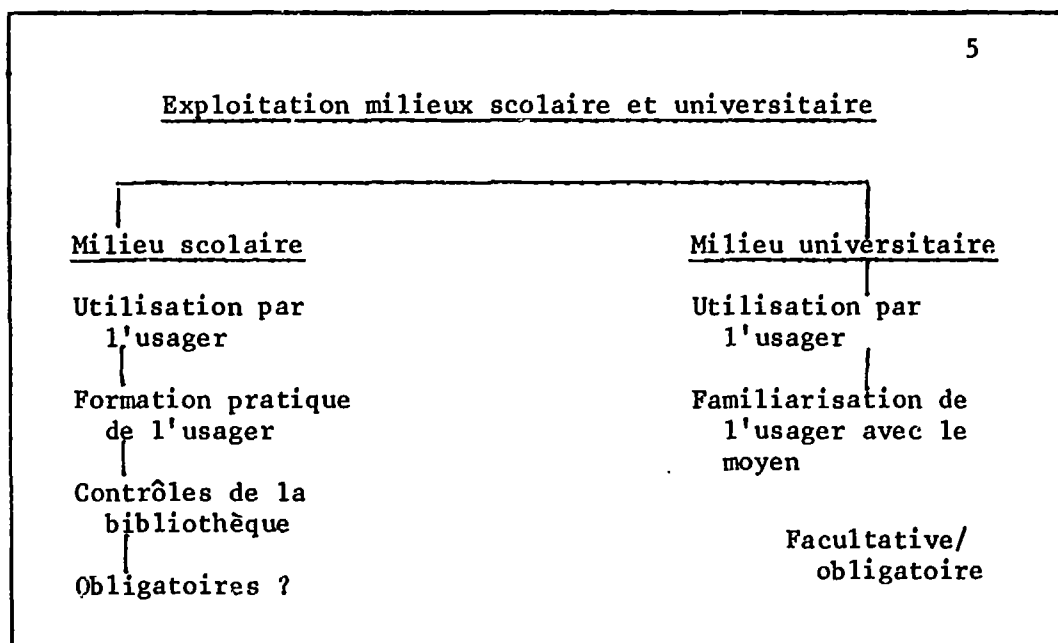 5
Exploitation milieux scolaire et universitaire
Milieu scolaire
Utilisation par
l'usager
Formation pratique
de l'usager
Contrôles de la
bibliothèque
Obligatoires ?
Milieu universitaire
Utilisation par
l'usager
Familiarisation de
l'usager avec le
moyen
Facultative/
obligatoire